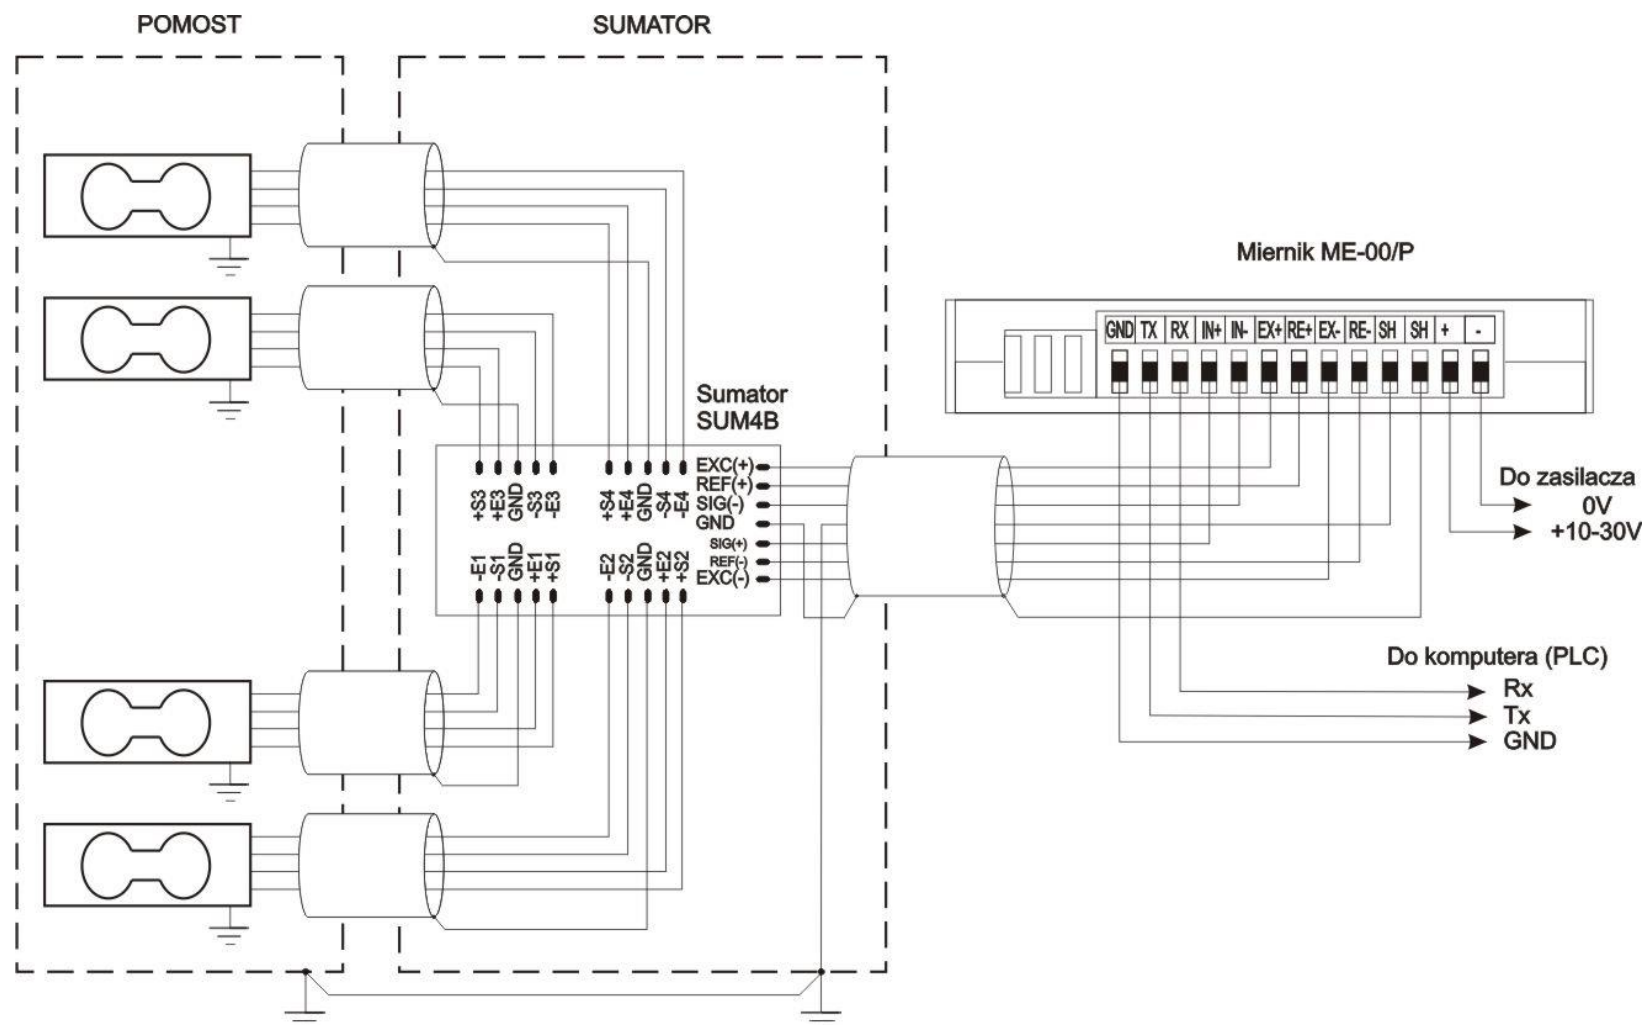 POMOST
SUMATOR
Miernik ME-00/P
GND TX RX IN+ IN- EX+ RE+ EX- RE- SH SH + -
Sumator
SUM4B
EXC(+)
REF(+)
SIG(-)
GND
SIG(+)
REF(-)
EXC(-)
+S3 +E3 GND -S3 -E3
+S4 +E4 GND -S4 -E4
-E1 -S1 GND +E1 +S1
-E2 -S2 GND +E2 +S2
Do zasilacza
0V
+10-30V
Do komputera (PLC)
Rx
Tx
GND